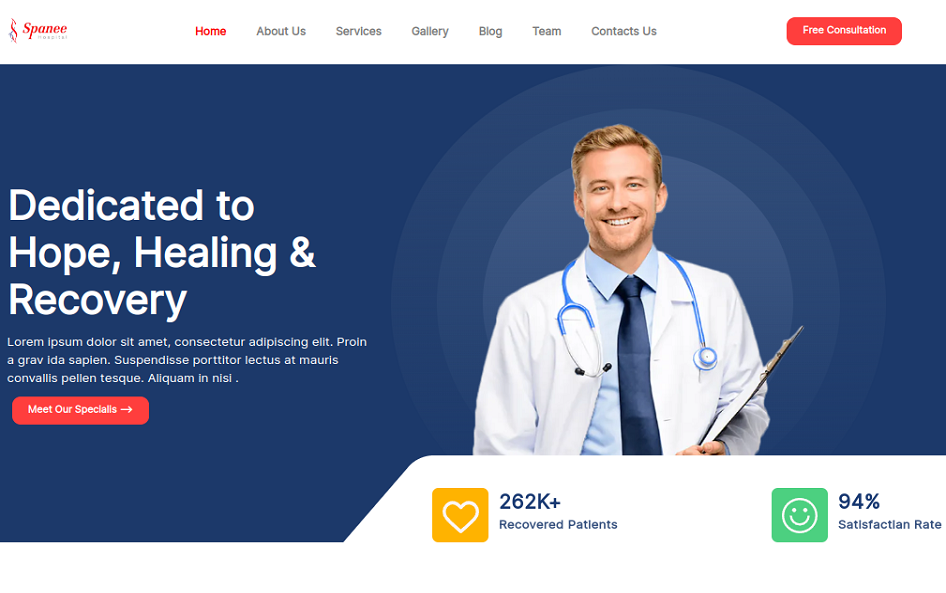 Spanee
Hospital
Home
About Us
Services
Gallery
Blog
Team
Contacts Us
Free Consultation
Dedicated to
Hope, Healing &
Recovery
Lorem ipsum dolor sit amet, consectetur adipiscing elit. Proin
a grav ida sapien. Suspendisse porttitor lectus at mauris
convallis pellen tesque. Aliquam in nisi .
Meet Our Specialis →
262K+
Recovered Patients
94%
Satisfactian Rate